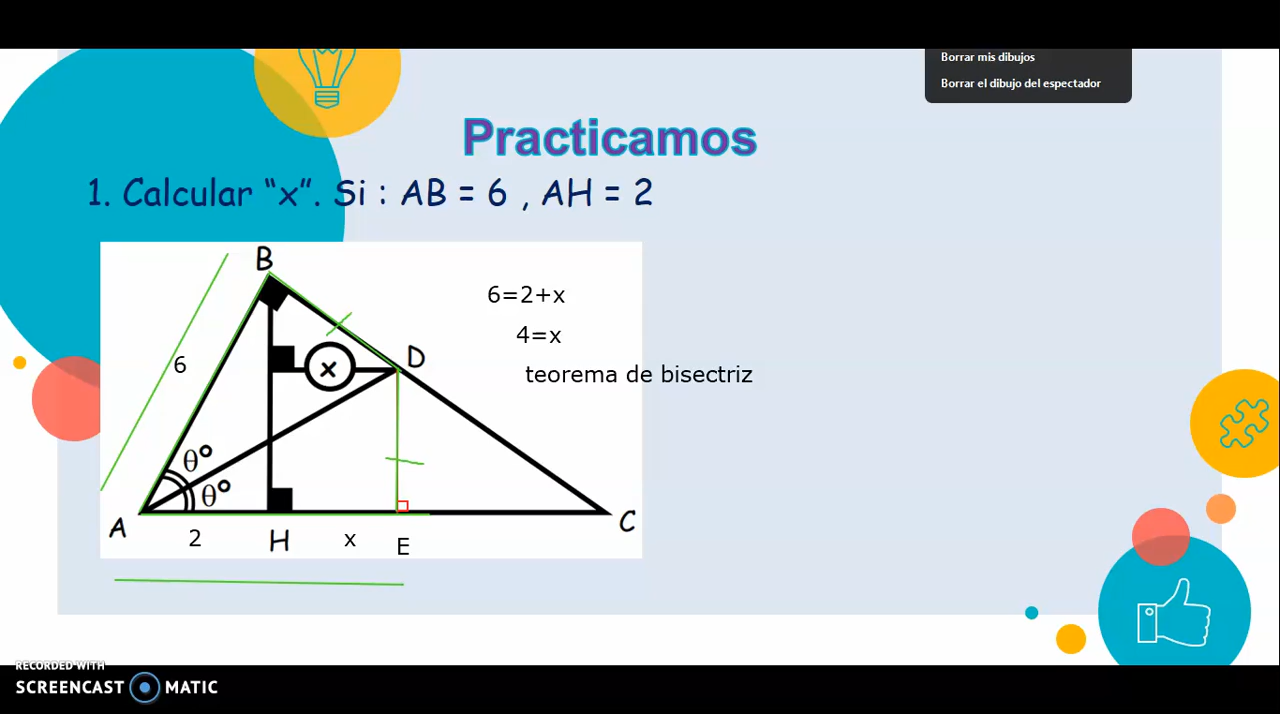 Borrar mis dibujos
Borrar el dibujo del espectador
Practicamos
1. Calcular “x”. Si : AB = 6 , AH = 2
B
6=2+x
4=x
6
x
D
teorema de bisectriz
θ°
θ°
A
2
H
x
E
C
RECORDED WITH
SCREENCAST MATIC